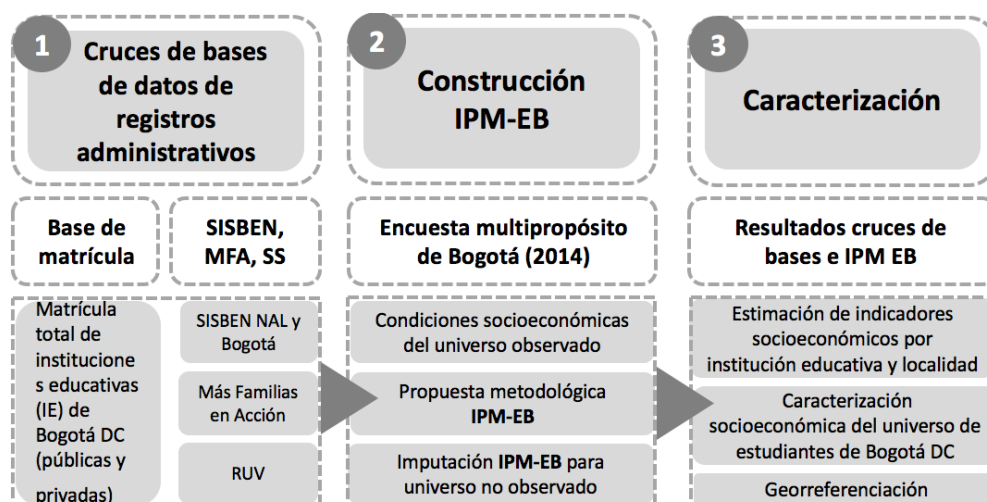 1
Cruces de bases
de datos de
registros
administrativos
Base de
matrícula
SISBEN,
MFA, SS
Matrícula
total de
institucione
s educativas
(IE) de
Bogotá DC
(públicas y
privadas)
SISBEN NAL y
Bogotá
Más Familias
en Acción
RUV
2
Construcción
IPM-EB
Encuesta multipropósito
de Bogotá (2014)
Condiciones socioeconómicas
del universo observado
Propuesta metodológica
IPM-EB
Imputación IPM-EB para
universo no observado
3
Caracterización
Resultados cruces de
bases e IPM EB
Estimación de indicadores
socioeconómicos por
institución educativa y localidad
Caracterización
socioeconómica del universo de
estudiantes de Bogotá DC
Georreferenciación